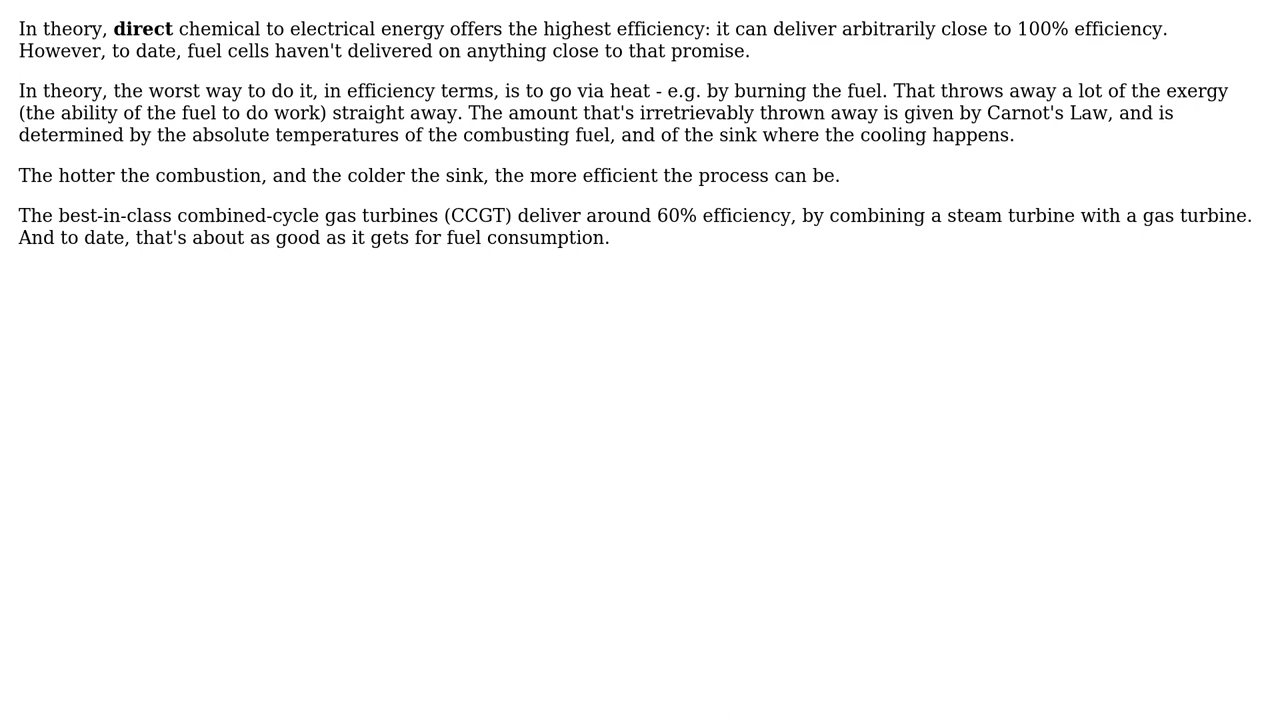 In theory, direct chemical to electrical energy offers the highest efficiency: it can deliver arbitrarily close to 100% efficiency.
However, to date, fuel cells haven't delivered on anything close to that promise.
In theory, the worst way to do it, in efficiency terms, is to go via heat - e.g. by burning the fuel. That throws away a lot of the exergy
(the ability of the fuel to do work) straight away. The amount that's irretrievably thrown away is given by Carnot's Law, and is
determined by the absolute temperatures of the combusting fuel, and of the sink where the cooling happens.
The hotter the combustion, and the colder the sink, the more efficient the process can be.
The best-in-class combined-cycle gas turbines (CCGT) deliver around 60% efficiency, by combining a steam turbine with a gas turbine.
And to date, that's about as good as it gets for fuel consumption.